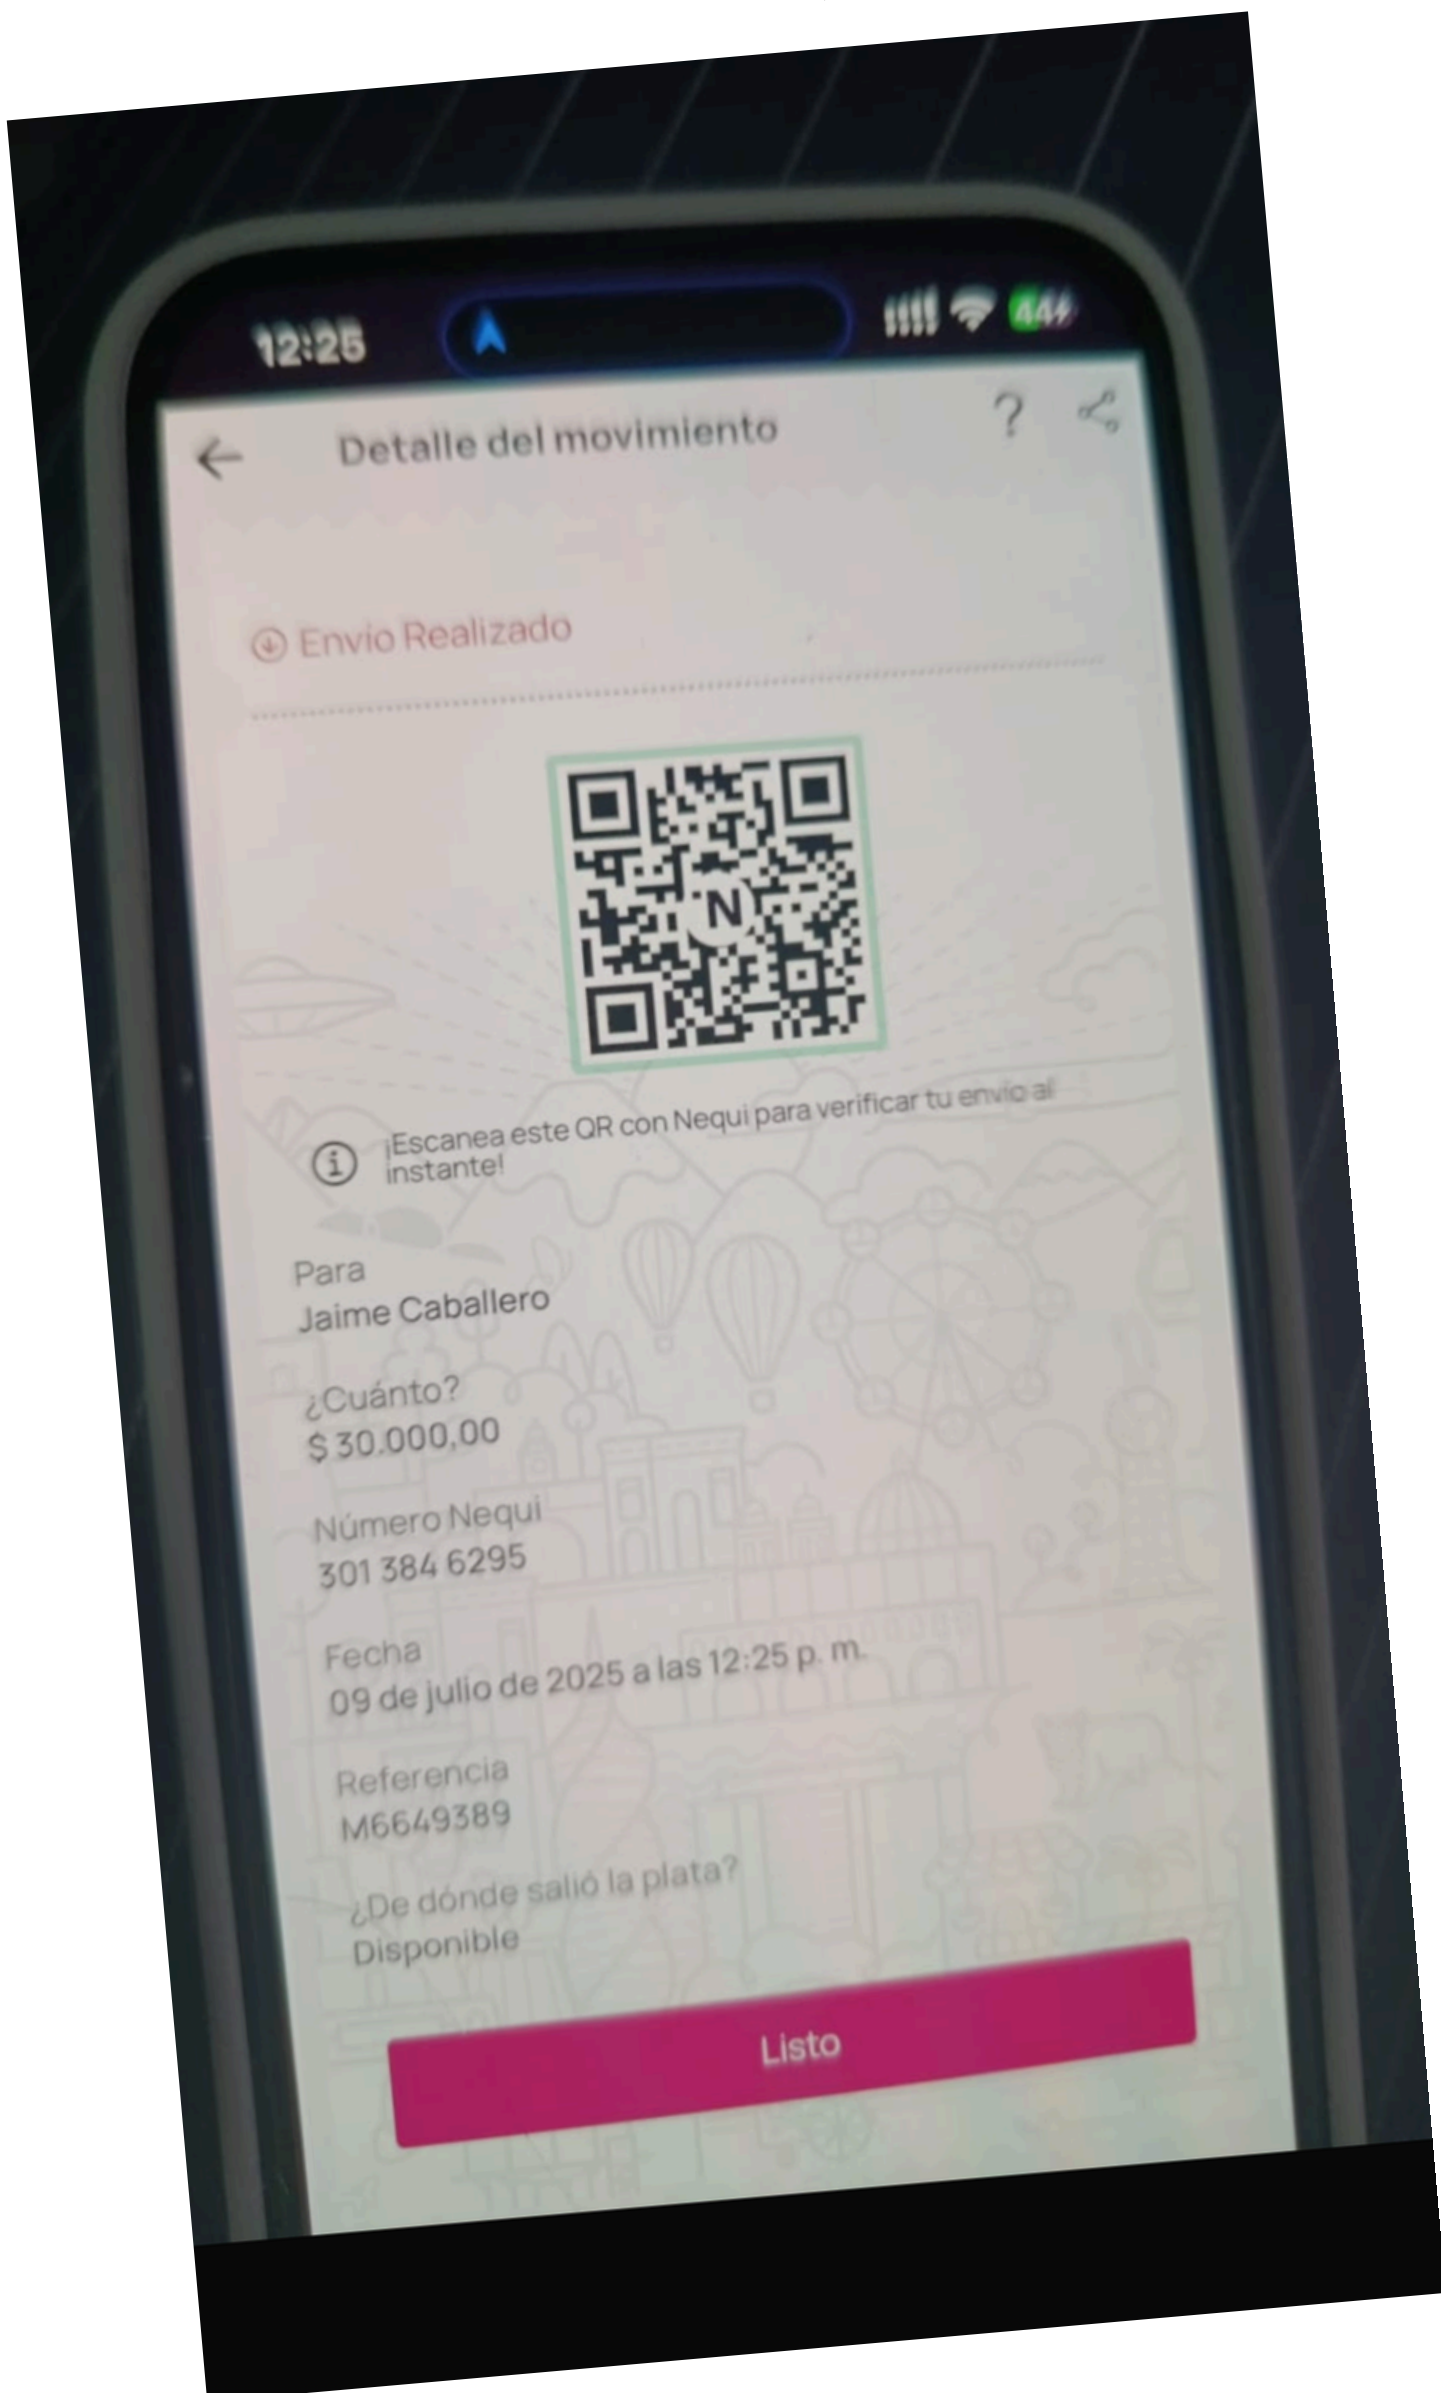 12:25
44
Detalle del movimiento
?
Envio Realizado
N
¡Escanea este QR con Nequi para verificar tu envío al
instante!
Para
Jaime Caballero
¿Cuánto?
$ 30.000,00
Número Nequi
301 384 6295
Fecha
09 de julio de 2025 a las 12:25 p. m.
Referencia
M6649389
¿De dónde salió la plata?
Disponible
Listo